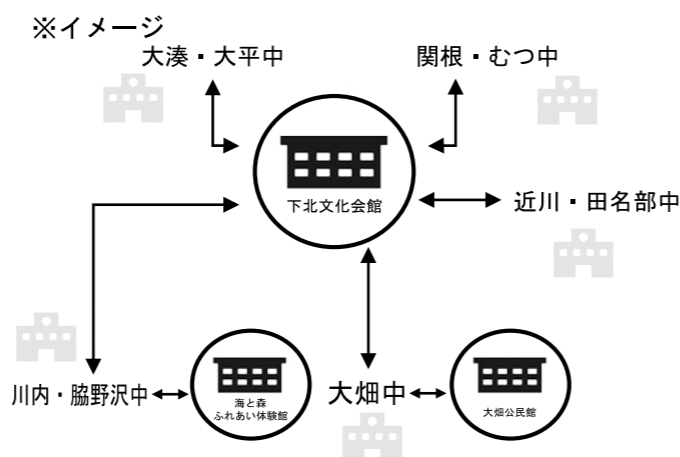 ※イメージ
大湊・大平中
関根・むつ中
下北文化会館
近川・田名部中
川内・脇野沢中
海と森
ふれあい体験館
大畑中
大畑公民館